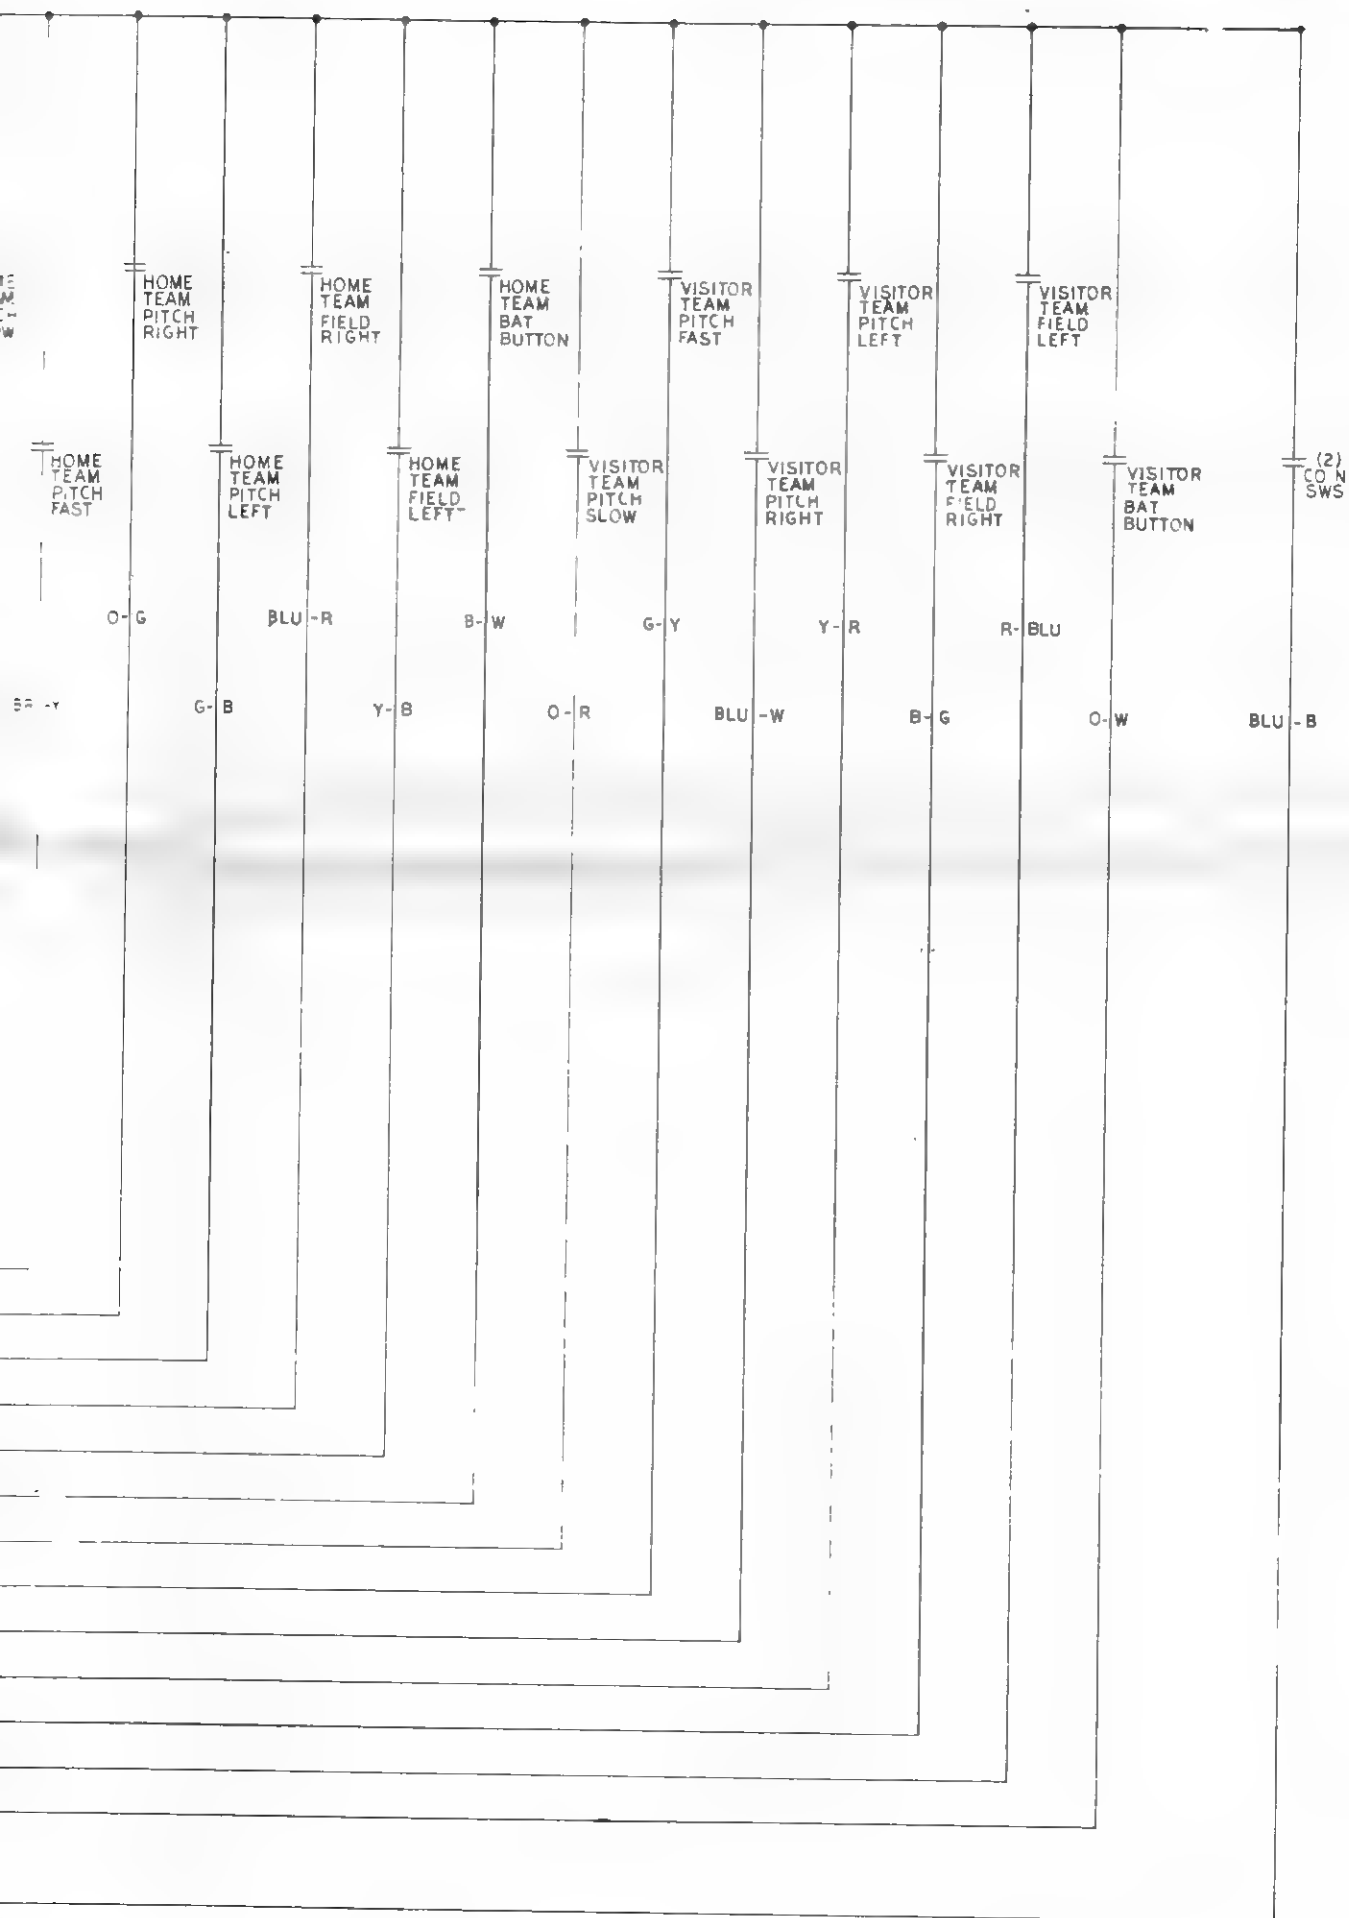 HOME
TEAM
PITCH
RIGHT
HOME
TEAM
FIELD
RIGHT
HOME
TEAM
BAT
BUTTON
VISITOR
TEAM
PITCH
FAST
VISITOR
TEAM
PITCH
LEFT
VISITOR
TEAM
FIELD
LEFT
HOME
TEAM
PITCH
FAST
HOME
TEAM
PITCH
LEFT
HOME
TEAM
FIELD
LEFT
VISITOR
TEAM
PITCH
SLOW
VISITOR
TEAM
PITCH
RIGHT
VISITOR
TEAM
FIELD
RIGHT
VISITOR
TEAM
BAT
BUTTON
(2)
COIN
SWS
O-G
BLU-R
B-W
G-Y
Y-R
R-BLU
G-B
Y-B
O-R
BLU-W
B-G
O-W
BLU-B